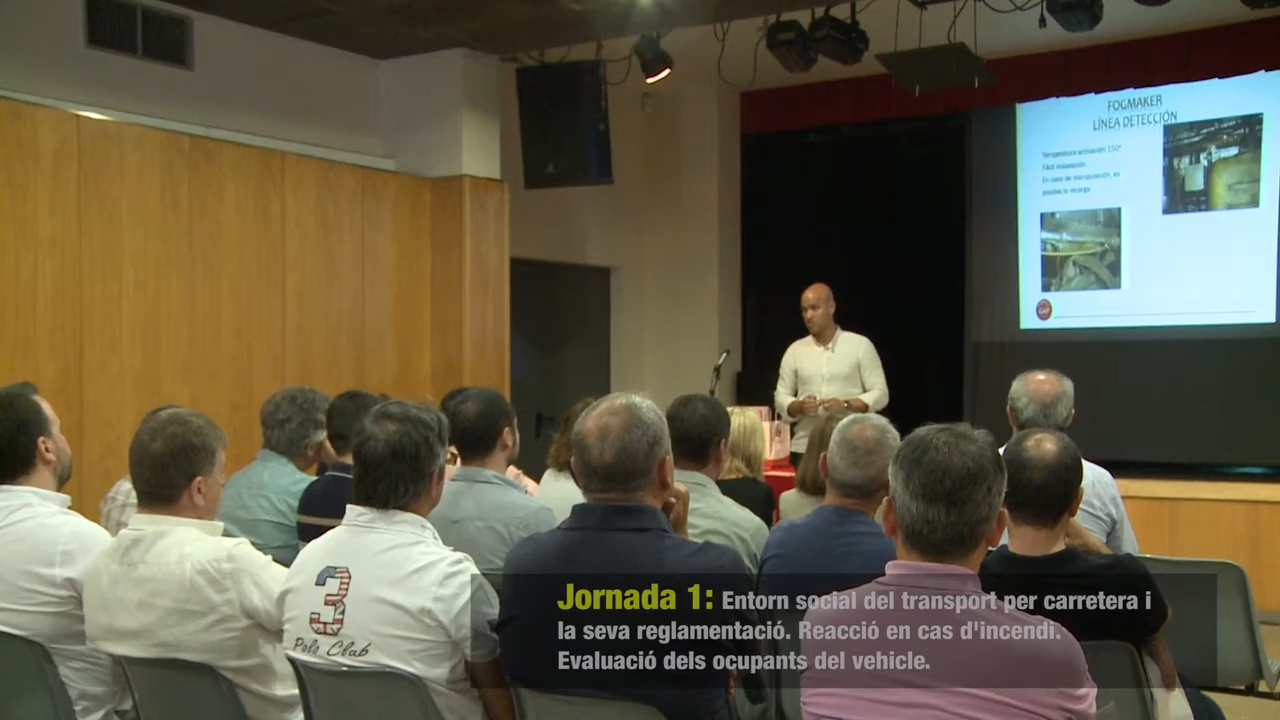 FOGMAKER
LÍNEA DETECCIÓN
Temperatura activación 150°
Fácil instalación
En caso de manipulación, es
posible la recarga
3
Polo Club
Jornada 1: Entorn social del transport per carretera i
la seva reglamentació. Reacció en cas d'incendi.
Evaluació dels ocupants del vehicle.